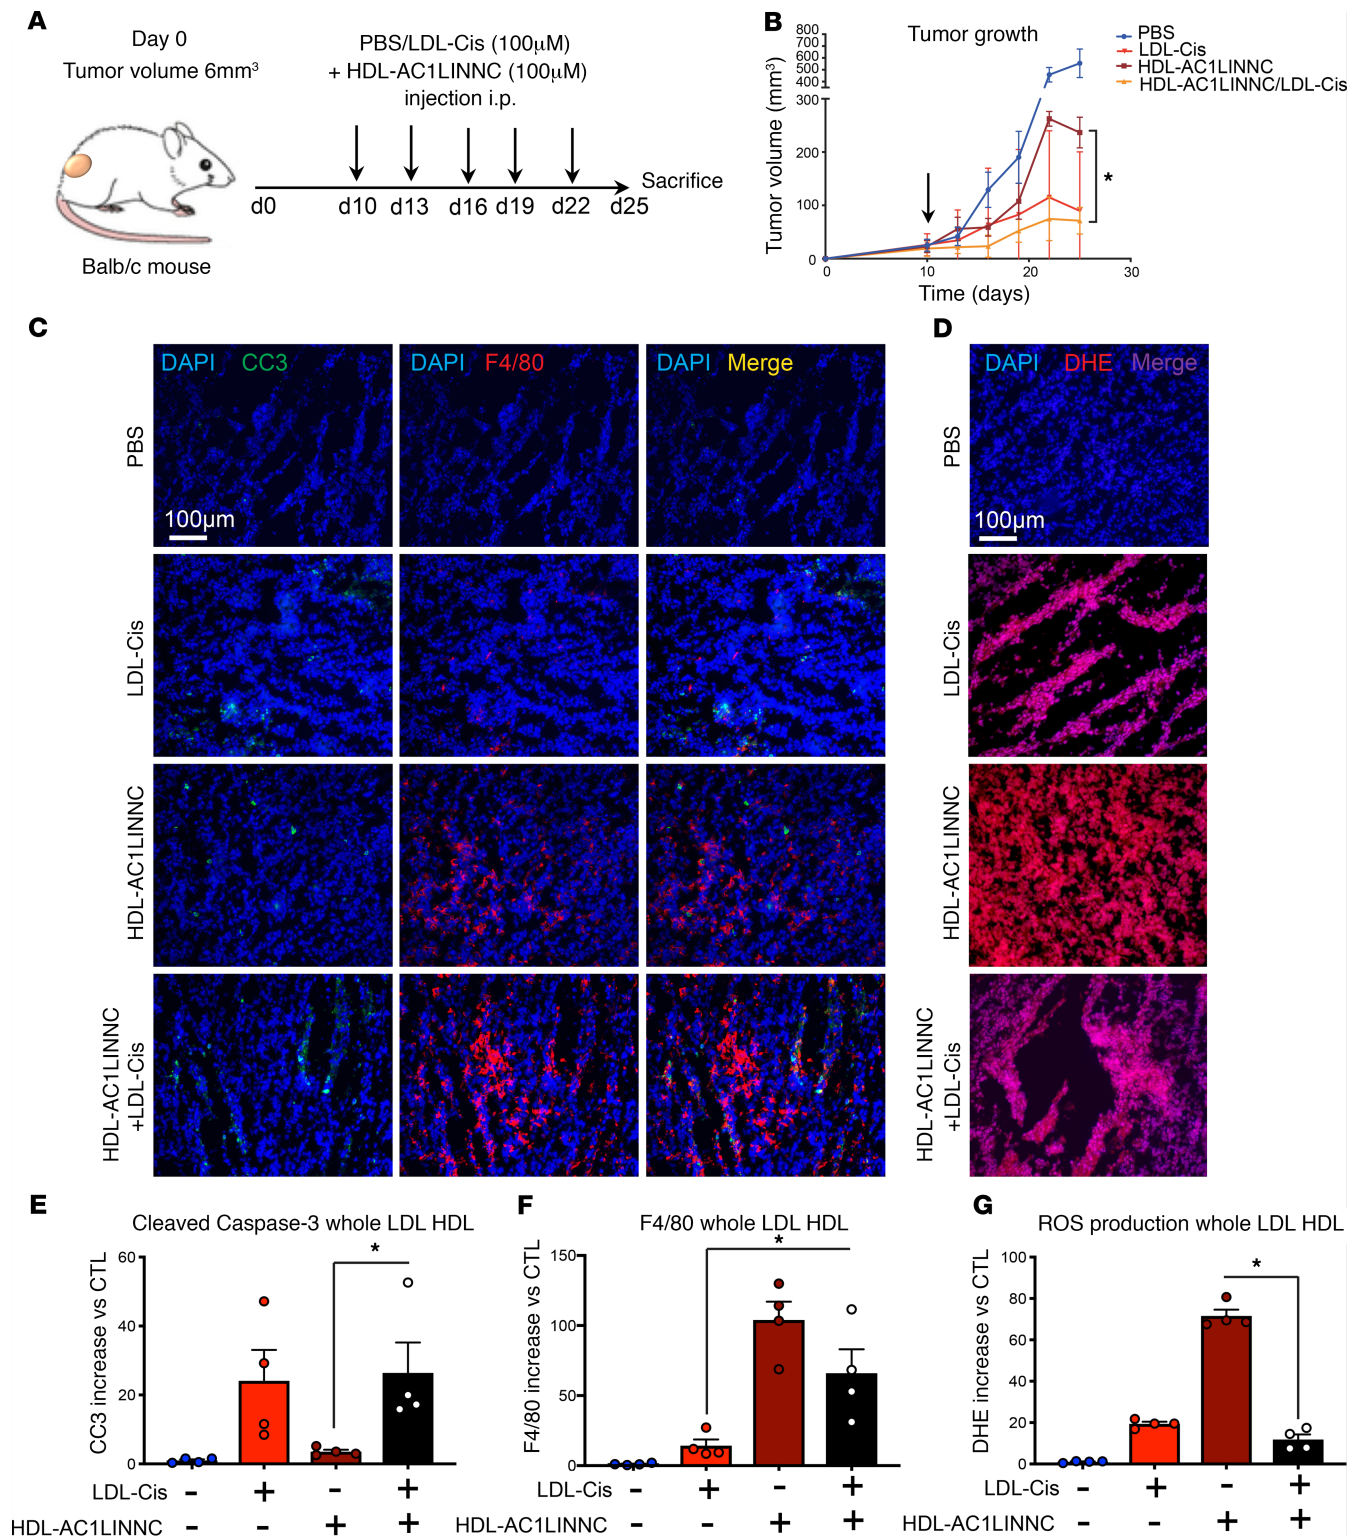 A
Day 0
Tumor volume 6mm³
PBS/LDL-Cis (100µM)
+ HDL-AC1LINNC (100µM)
injection i.p.
d0
d10
d13
d16
d19
d22
d25
Sacrifice
Balb/c mouse
B
Tumor growth
PBS
LDL-Cis
HDL-AC1LINNC
HDL-AC1LINNC/LDL-Cis
Tumor volume (mm³)
800
700
600
500
400
300
200
100
0
*
0
10
20
30
Time (days)
C
DAPI CC3
DAPI F4/80
DAPI Merge
PBS
100µm
LDL-Cis
HDL-AC1LINNC
HDL-AC1LINNC
+LDL-Cis
D
DAPI DHE Merge
PBS
100µm
LDL-Cis
HDL-AC1LINNC
HDL-AC1LINNC
+LDL-Cis
E
Cleaved Caspase-3 whole LDL HDL
CC3 increase vs CTL
60
40
20
0
*
LDL-Cis - + - +
HDL-AC1LINNC - - + +
F
F4/80 whole LDL HDL
F4/80 increase vs CTL
150
100
50
0
*
LDL-Cis - + - +
HDL-AC1LINNC - - + +
G
ROS production whole LDL HDL
DHE increase vs CTL
100
80
60
40
20
0
*
LDL-Cis - + - +
HDL-AC1LINNC - - + +